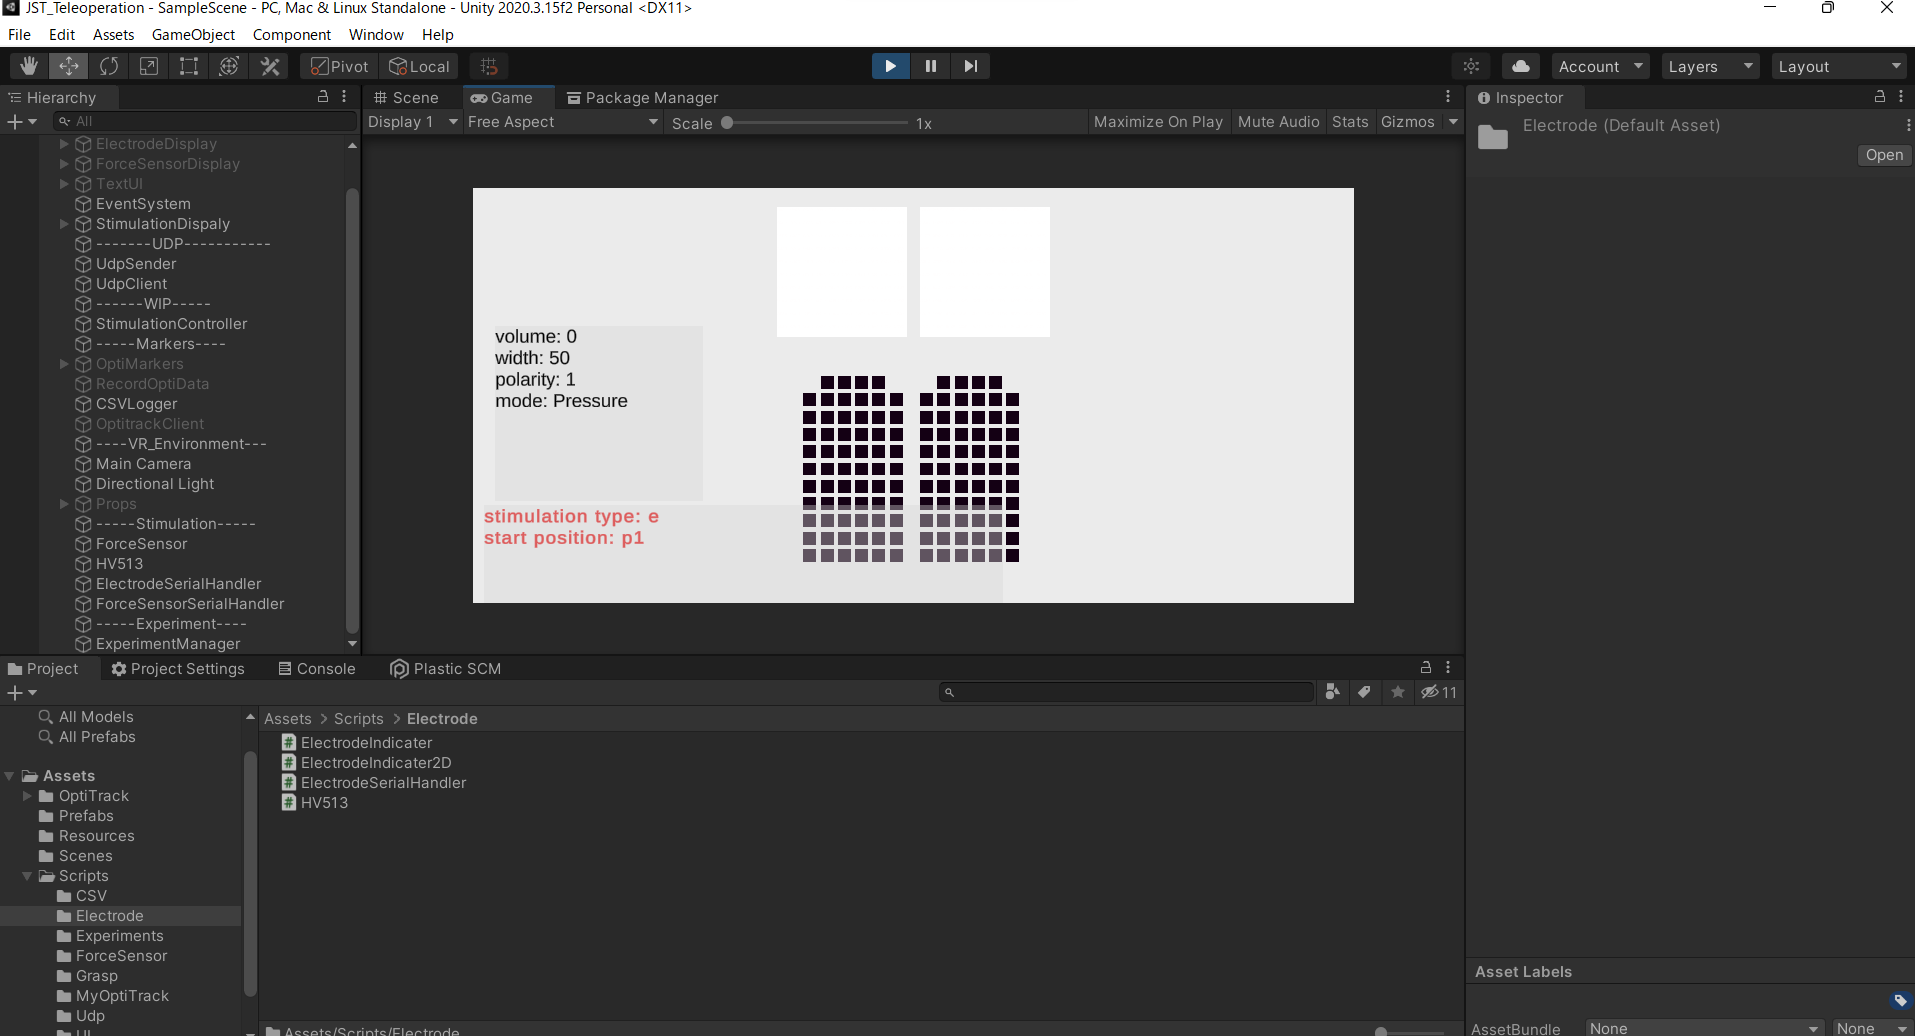 JST_Teleoperation - SampleScene - PC, Mac & Linux Standalone - Unity 2020.3.15f2 Personal <DX11>
File Edit Assets GameObject Component Window Help
Pivot Local Account Layers Layout
Hierarchy
All
ElectrodeDisplay
ForceSensorDisplay
TextUI
EventSystem
StimulationDispaly
-------UDP-----------
UdpSender
UdpClient
------WIP-----
StimulationController
-----Markers----
OptiMarkers
RecordOptiData
CSVLogger
OptitrackClient
----VR_Environment---
Main Camera
Directional Light
Props
-----Stimulation-----
ForceSensor
HV513
ElectrodeSerialHandler
ForceSensorSerialHandler
-----Experiment----
ExperimentManager
Scene Game Package Manager
Display 1 Free Aspect Scale 1x Maximize On Play Mute Audio Stats Gizmos
volume: 0
width: 50
polarity: 1
mode: Pressure
stimulation type: e
start position: p1
Inspector
Electrode (Default Asset)
Open
Project Project Settings Console Plastic SCM
11
All Models
All Prefabs
Assets
OptiTrack
Prefabs
Resources
Scenes
Scripts
CSV
Electrode
Experiments
ForceSensor
Grasp
MyOptiTrack
Udp
UI
Assets > Scripts > Electrode
ElectrodeIndicater
ElectrodeIndicater2D
ElectrodeSerialHandler
HV513
Assets/Scripts/Electrode
Asset Labels
AssetBundle None None